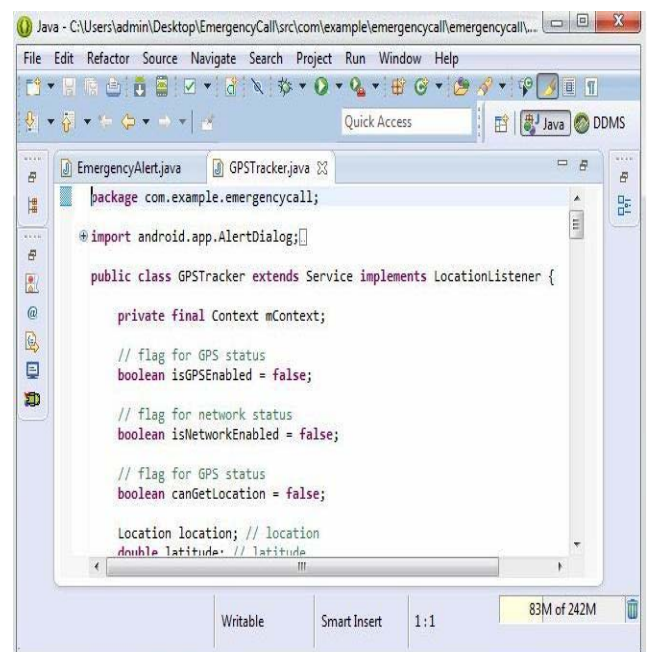 Java - C:\Users\admin\Desktop\EmergencyCall\src\com\example\emergencycall\emergencycall\...
File Edit Refactor Source Navigate Search Project Run Window Help
Quick Access
Java DDMS
EmergencyAlert.java GPSTracker.java
package com.example.emergencycall;
import android.app.AlertDialog;
public class GPSTracker extends Service implements LocationListener {
private final Context mContext;
// flag for GPS status
boolean isGPSEnabled = false;
// flag for network status
boolean isNetworkEnabled = false;
// flag for GPS status
boolean canGetLocation = false;
Location location; // location
double latitude; // latitude
Writable Smart Insert 1:1 83M of 242M